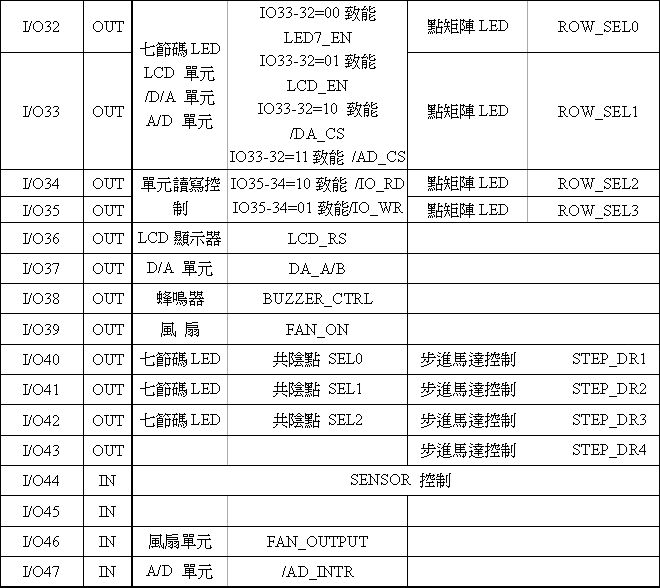 I/O32 OUT 七節碼 LED LCD 單元 /D/A 單元 A/D 單元 IO33-32=00 致能 LED7_EN 點矩陣 LED ROW_SEL0
I/O33 OUT IO33-32=01 致能 LCD_EN IO33-32=10 致能 /DA_CS IO33-32=11 致能 /AD_CS 點矩陣 LED ROW_SEL1
I/O34 OUT 單元讀寫控制 IO35-34=10 致能 /IO_RD 點矩陣 LED ROW_SEL2
I/O35 OUT IO35-34=01 致能/IO_WR 點矩陣 LED ROW_SEL3
I/O36 OUT LCD 顯示器 LCD_RS
I/O37 OUT D/A 單元 DA_A/B
I/O38 OUT 蜂鳴器 BUZZER_CTRL
I/O39 OUT 風 扇 FAN_ON
I/O40 OUT 七節碼 LED 共陰點 SEL0 步進馬達控制 STEP_DR1
I/O41 OUT 七節碼 LED 共陰點 SEL1 步進馬達控制 STEP_DR2
I/O42 OUT 七節碼 LED 共陰點 SEL2 步進馬達控制 STEP_DR3
I/O43 OUT 步進馬達控制 STEP_DR4
I/O44 IN SENSOR 控制
I/O45 IN
I/O46 IN 風扇單元 FAN_OUTPUT
I/O47 IN A/D 單元 /AD_INTR